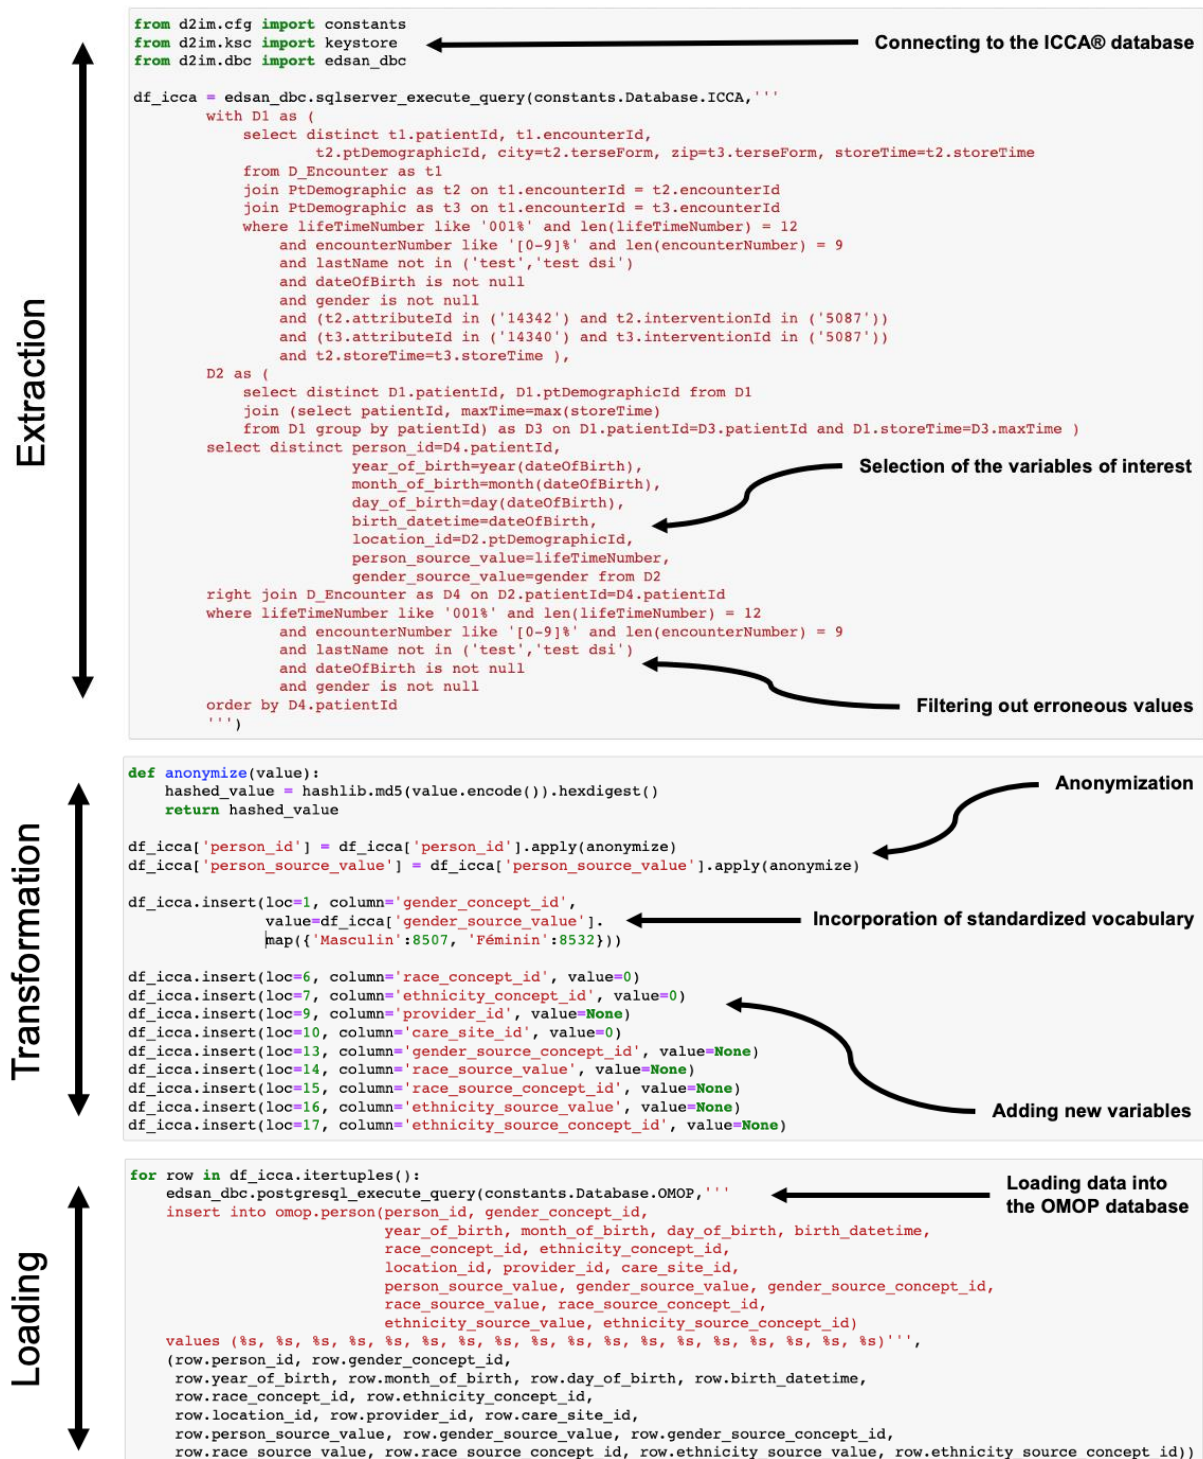 Extraction
from d2im.cfg import constants
from d2im.ksc import keystore
from d2im.dbc import edsan_dbc
Connecting to the ICCA® database
df_icca = edsan_dbc.sqlserver_execute_query(constants.Database.ICCA,'''
with D1 as (
select distinct t1.patientId, t1.encounterId,
t2.ptDemographicId, city=t2.terseForm, zip=t3.terseForm, storeTime=t2.storeTime
from D_Encounter as t1
join PtDemographic as t2 on t1.encounterId = t2.encounterId
join PtDemographic as t3 on t1.encounterId = t3.encounterId
where lifeTimeNumber like '001%' and len(lifeTimeNumber) = 12
and encounterNumber like '[0-9]%' and len(encounterNumber) = 9
and lastName not in ('test','test dsi')
and dateOfBirth is not null
and gender is not null
and (t2.attributeId in ('14342') and t2.interventionId in ('5087'))
and (t3.attributeId in ('14340') and t3.interventionId in ('5087'))
and t2.storeTime=t3.storeTime ),
D2 as (
select distinct D1.patientId, D1.ptDemographicId from D1
join (select patientId, maxTime=max(storeTime)
from D1 group by patientId) as D3 on D1.patientId=D3.patientId and D1.storeTime=D3.maxTime )
select distinct person_id=D4.patientId,
year_of_birth=year(dateOfBirth),
month_of_birth=month(dateOfBirth),
day_of_birth=day(dateOfBirth),
birth_datetime=dateOfBirth,
location_id=D2.ptDemographicId,
person_source_value=lifeTimeNumber,
gender_source_value=gender from D2
Selection of the variables of interest
right join D_Encounter as D4 on D2.patientId=D4.patientId
where lifeTimeNumber like '001%' and len(lifeTimeNumber) = 12
and encounterNumber like '[0-9]%' and len(encounterNumber) = 9
and lastName not in ('test','test dsi')
and dateOfBirth is not null
and gender is not null
order by D4.patientId
''')
Filtering out erroneous values
Transformation
def anonymize(value):
hashed_value = hashlib.md5(value.encode()).hexdigest()
return hashed_value
Anonymization
df_icca['person_id'] = df_icca['person_id'].apply(anonymize)
df_icca['person_source_value'] = df_icca['person_source_value'].apply(anonymize)
df_icca.insert(loc=1, column='gender_concept_id',
value=df_icca['gender_source_value'].
map({'Masculin':8507, 'Féminin':8532}))
Incorporation of standardized vocabulary
df_icca.insert(loc=6, column='race_concept_id', value=0)
df_icca.insert(loc=7, column='ethnicity_concept_id', value=0)
df_icca.insert(loc=9, column='provider_id', value=None)
df_icca.insert(loc=10, column='care_site_id', value=0)
df_icca.insert(loc=13, column='gender_source_concept_id', value=None)
df_icca.insert(loc=14, column='race_source_value', value=None)
df_icca.insert(loc=15, column='race_source_concept_id', value=None)
df_icca.insert(loc=16, column='ethnicity_source_value', value=None)
df_icca.insert(loc=17, column='ethnicity_source_concept_id', value=None)
Adding new variables
Loading
for row in df_icca.itertuples():
edsan_dbc.postgresql_execute_query(constants.Database.OMOP,'''
Loading data into
the OMOP database
insert into omop.person(person_id, gender_concept_id,
year_of_birth, month_of_birth, day_of_birth, birth_datetime,
race_concept_id, ethnicity_concept_id,
location_id, provider_id, care_site_id,
person_source_value, gender_source_value, gender_source_concept_id,
race_source_value, race_source_concept_id,
ethnicity_source_value, ethnicity_source_concept_id)
values (%s, %s, %s, %s, %s, %s, %s, %s, %s, %s, %s, %s, %s, %s, %s, %s, %s, %s)''',
(row.person_id, row.gender_concept_id,
row.year_of_birth, row.month_of_birth, row.day_of_birth, row.birth_datetime,
row.race_concept_id, row.ethnicity_concept_id,
row.location_id, row.provider_id, row.care_site_id,
row.person_source_value, row.gender_source_value, row.gender_source_concept_id,
row.race_source_value, row.race_source_concept_id, row.ethnicity_source_value, row.ethnicity_source_concept_id))